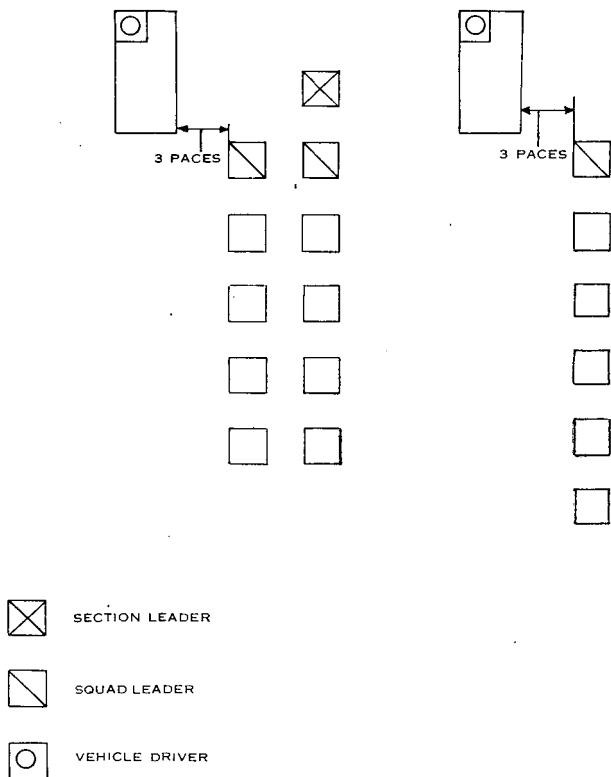 3 PACES
3 PACES
SECTION LEADER
SQUAD LEADER
VEHICLE DRIVER